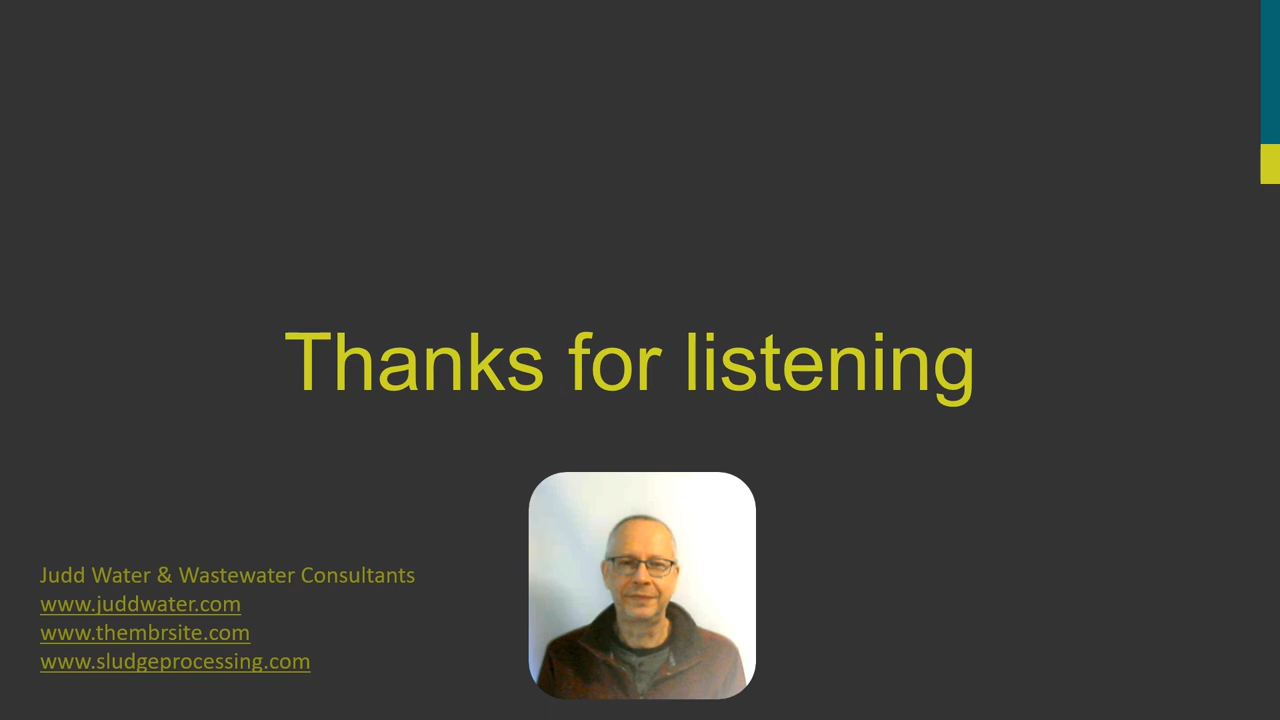 Thanks for listening
Judd Water & Wastewater Consultants
www.juddwater.com
www.thembrsite.com
www.sludgeprocessing.com